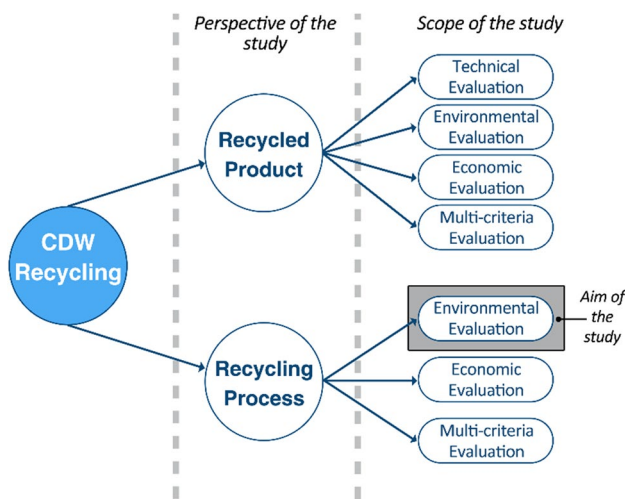 Perspective of the
study
Scope of the study
CDW
Recycling
Recycled
Product
Technical
Evaluation
Environmental
Evaluation
Economic
Evaluation
Multi-criteria
Evaluation
Recycling
Process
Environmental
Evaluation
Aim of
the
study
Economic
Evaluation
Multi-criteria
Evaluation